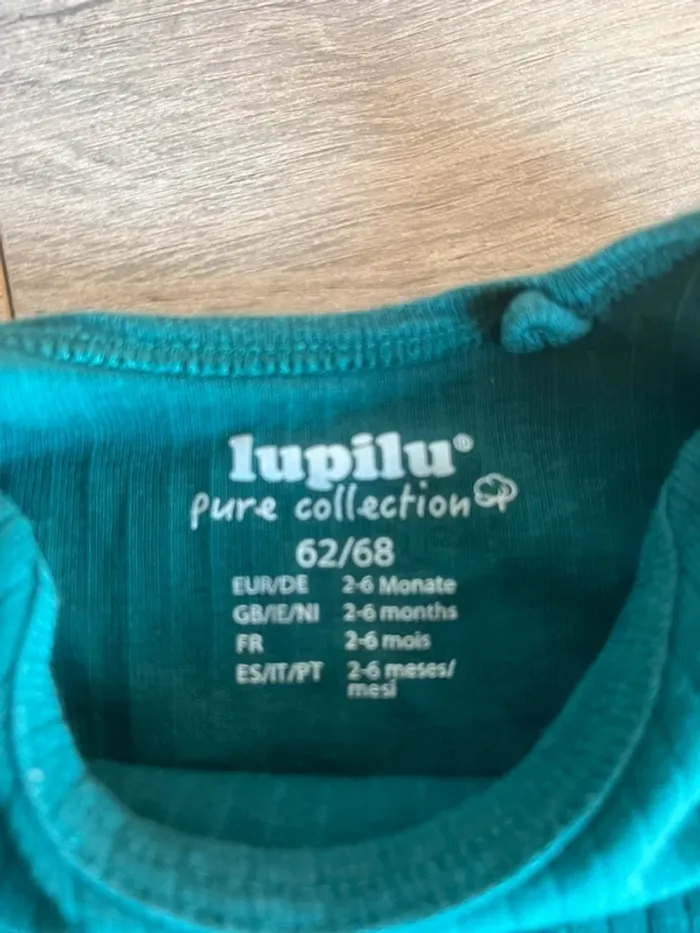 lupilu®
pure collection
62/68
EUR/DE 2-6 Monate
GB/IE/NI 2-6 months
FR 2-6 mois
ES/IT/PT 2-6 meses/
mesi